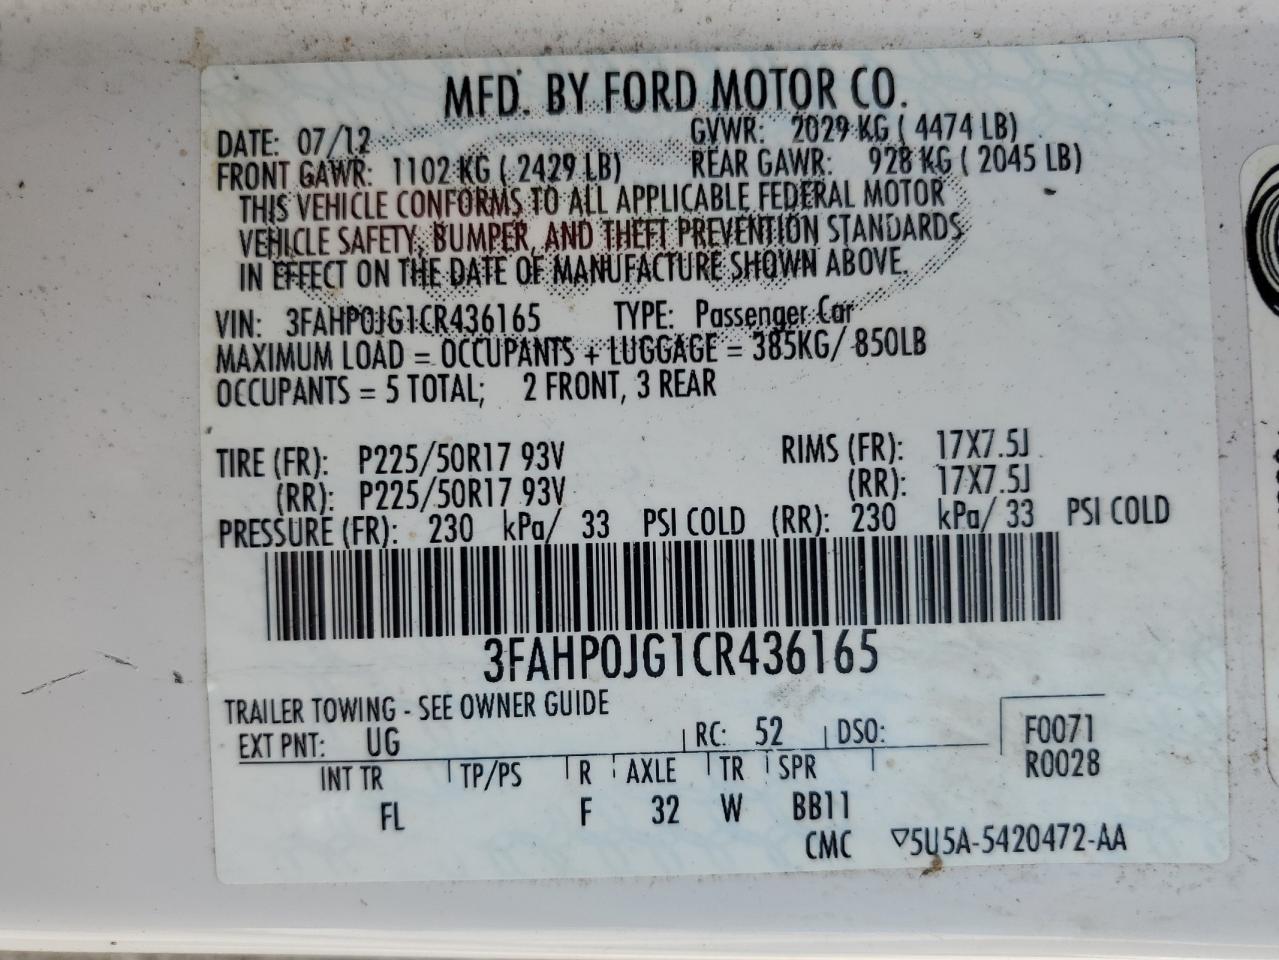 MFD. BY FORD MOTOR CO.
DATE: 07/12 GVWR: 2029 KG ( 4474 LB)
FRONT GAWR: 1102 KG ( 2429 LB) REAR GAWR: 928 KG ( 2045 LB)
THIS VEHICLE CONFORMS TO ALL APPLICABLE FEDERAL MOTOR
VEHICLE SAFETY, BUMPER, AND THEFT PREVENTION STANDARDS
IN EFFECT ON THE DATE OF MANUFACTURE SHOWN ABOVE.
VIN: 3FAHP0JG1CR436165 TYPE: Passenger Car
MAXIMUM LOAD = OCCUPANTS + LUGGAGE = 385KG/ 850LB
OCCUPANTS = 5 TOTAL; 2 FRONT, 3 REAR
TIRE (FR): P225/50R17 93V RIMS (FR): 17X7.5J
(RR): P225/50R17 93V (RR): 17X7.5J
PRESSURE (FR): 230 kPa/ 33 PSI COLD (RR): 230 kPa/ 33 PSI COLD
3FAHP0JG1CR436165
TRAILER TOWING - SEE OWNER GUIDE
EXT PNT: UG RC: 52 DSO: F0071
INT TR TP/PS R AXLE TR SPR R0028
FL F 32 W BB11
CMC ▽5U5A-5420472-AA